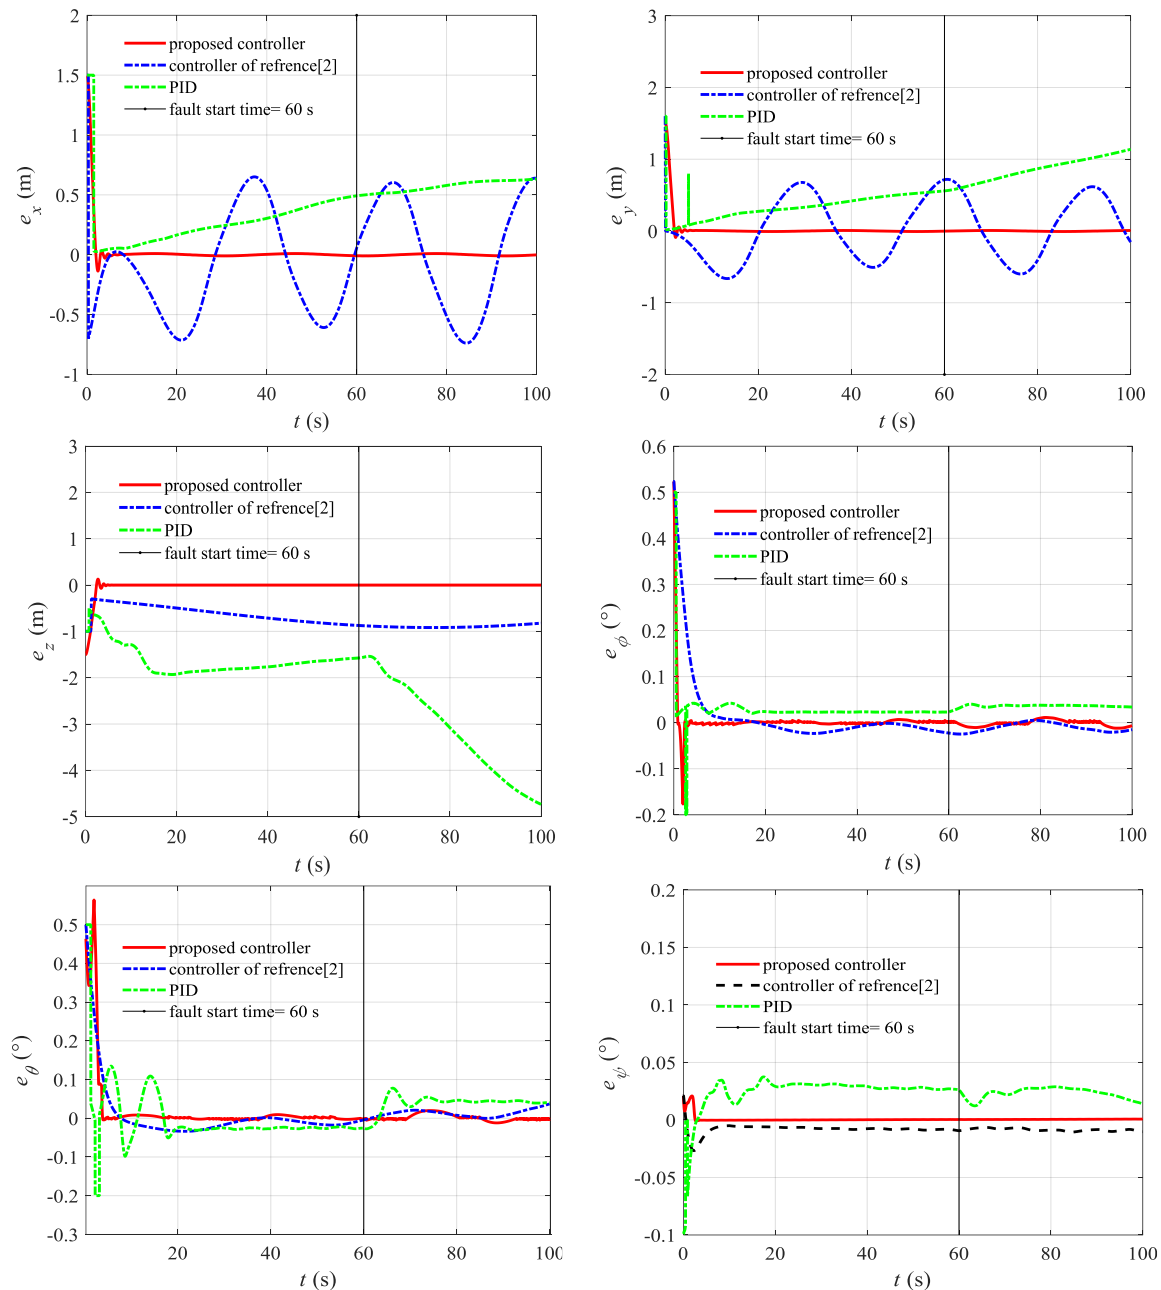 2
1.5
1
0.5
0
-0.5
-1
e_x (m)
proposed controller
controller of refrence[2]
PID
fault start time= 60 s
0 20 40 60 80 100
t (s)
3
2
1
0
-1
-2
e_y (m)
proposed controller
controller of refrence[2]
PID
fault start time= 60 s
0 20 40 60 80 100
t (s)
3
2
1
0
-1
-2
-3
-4
-5
e_z (m)
proposed controller
controller of refrence[2]
PID
fault start time= 60 s
0 20 40 60 80 100
t (s)
0.6
0.5
0.4
0.3
0.2
0.1
0
-0.1
-0.2
e_ϕ (°)
proposed controller
controller of refrence[2]
PID
fault start time= 60 s
0 20 40 60 80 100
t (s)
0.5
0.4
0.3
0.2
0.1
0
-0.1
-0.2
-0.3
e_θ (°)
proposed controller
controller of refrence[2]
PID
fault start time= 60 s
20 40 60 80 100
t (s)
0.2
0.15
0.1
0.05
0
-0.05
-0.1
e_ψ (°)
proposed controller
controller of refrence[2]
PID
fault start time= 60 s
0 20 40 60 80 100
t (s)